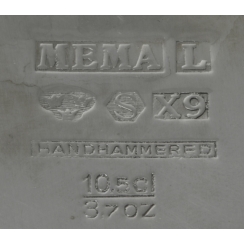 MEMA L
S X9
HANDHAMMERED
10.5cl
3.7OZ